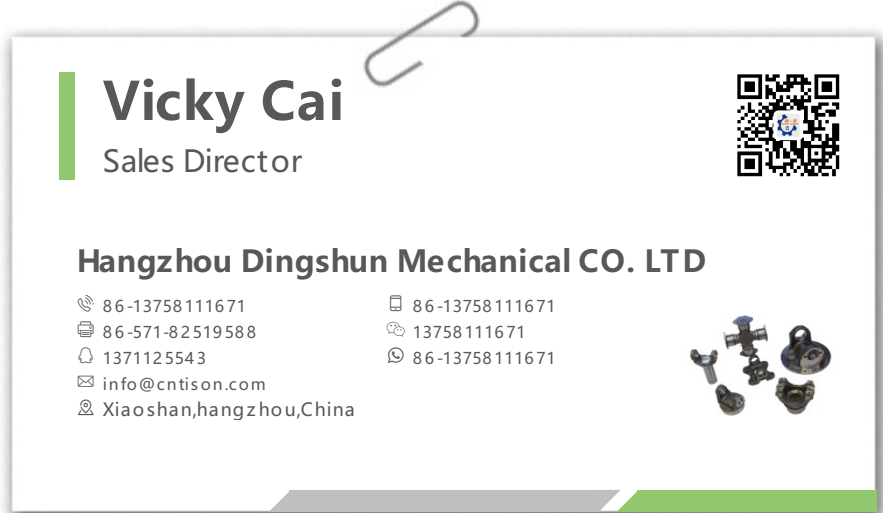 Vicky Cai
Sales Director
Hangzhou Dingshun Mechanical CO. LTD
86-13758111671
86-13758111671
86-571-82519588
13758111671
1371125543
86-13758111671
info@cntison.com
Xiaoshan,hangzhou,China